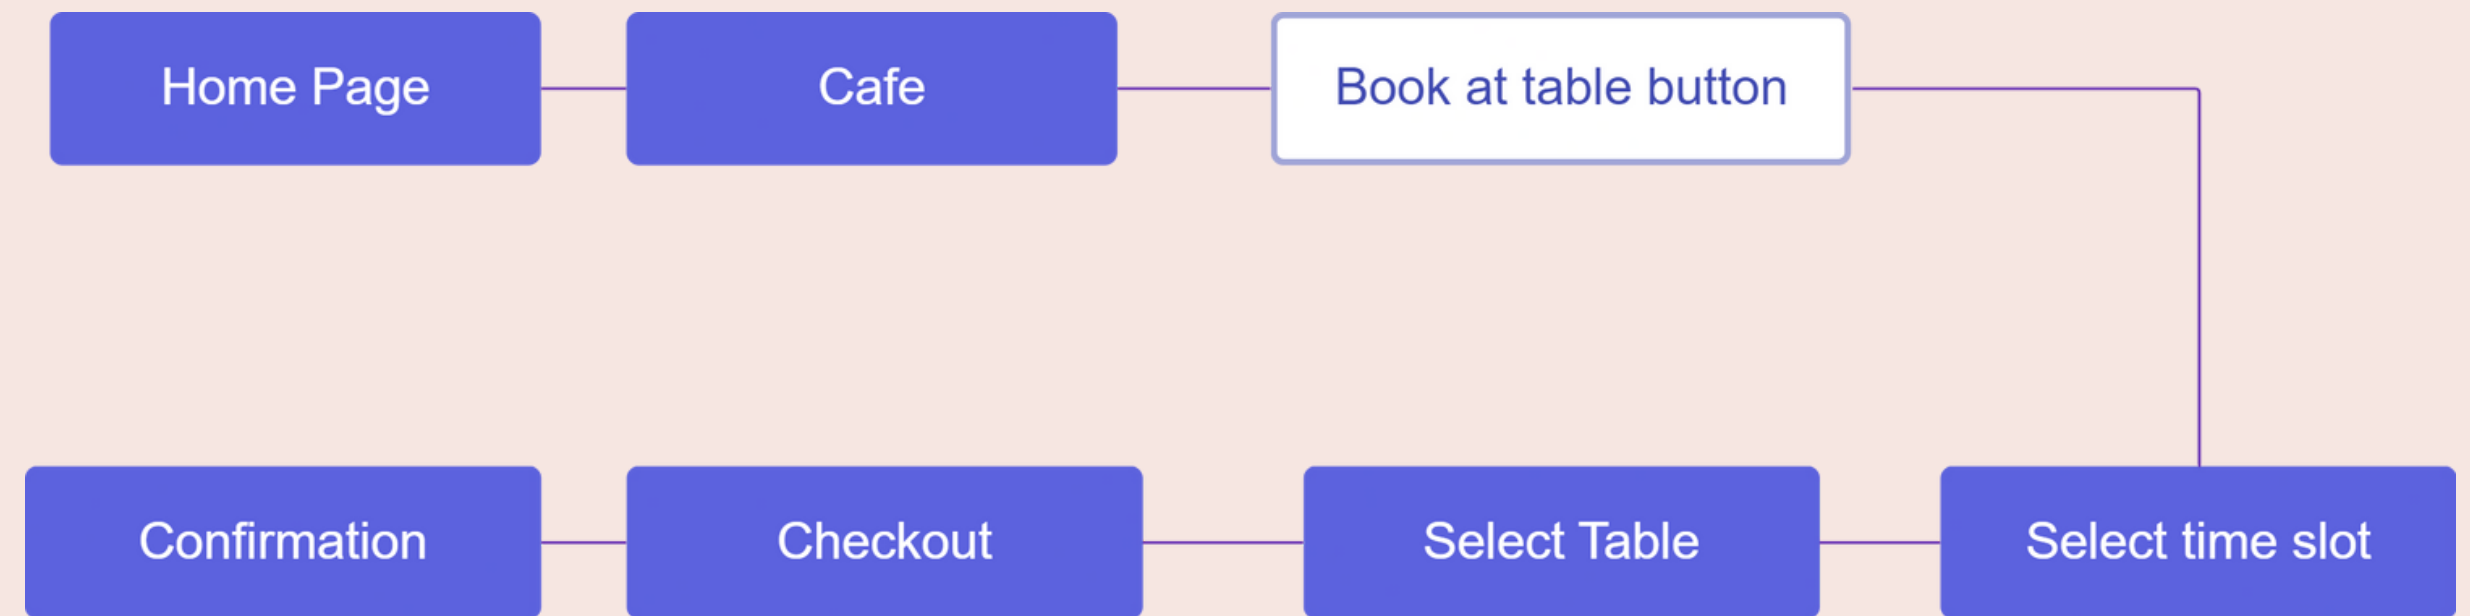 Home Page
Cafe
Book at table button
Confirmation
Checkout
Select Table
Select time slot